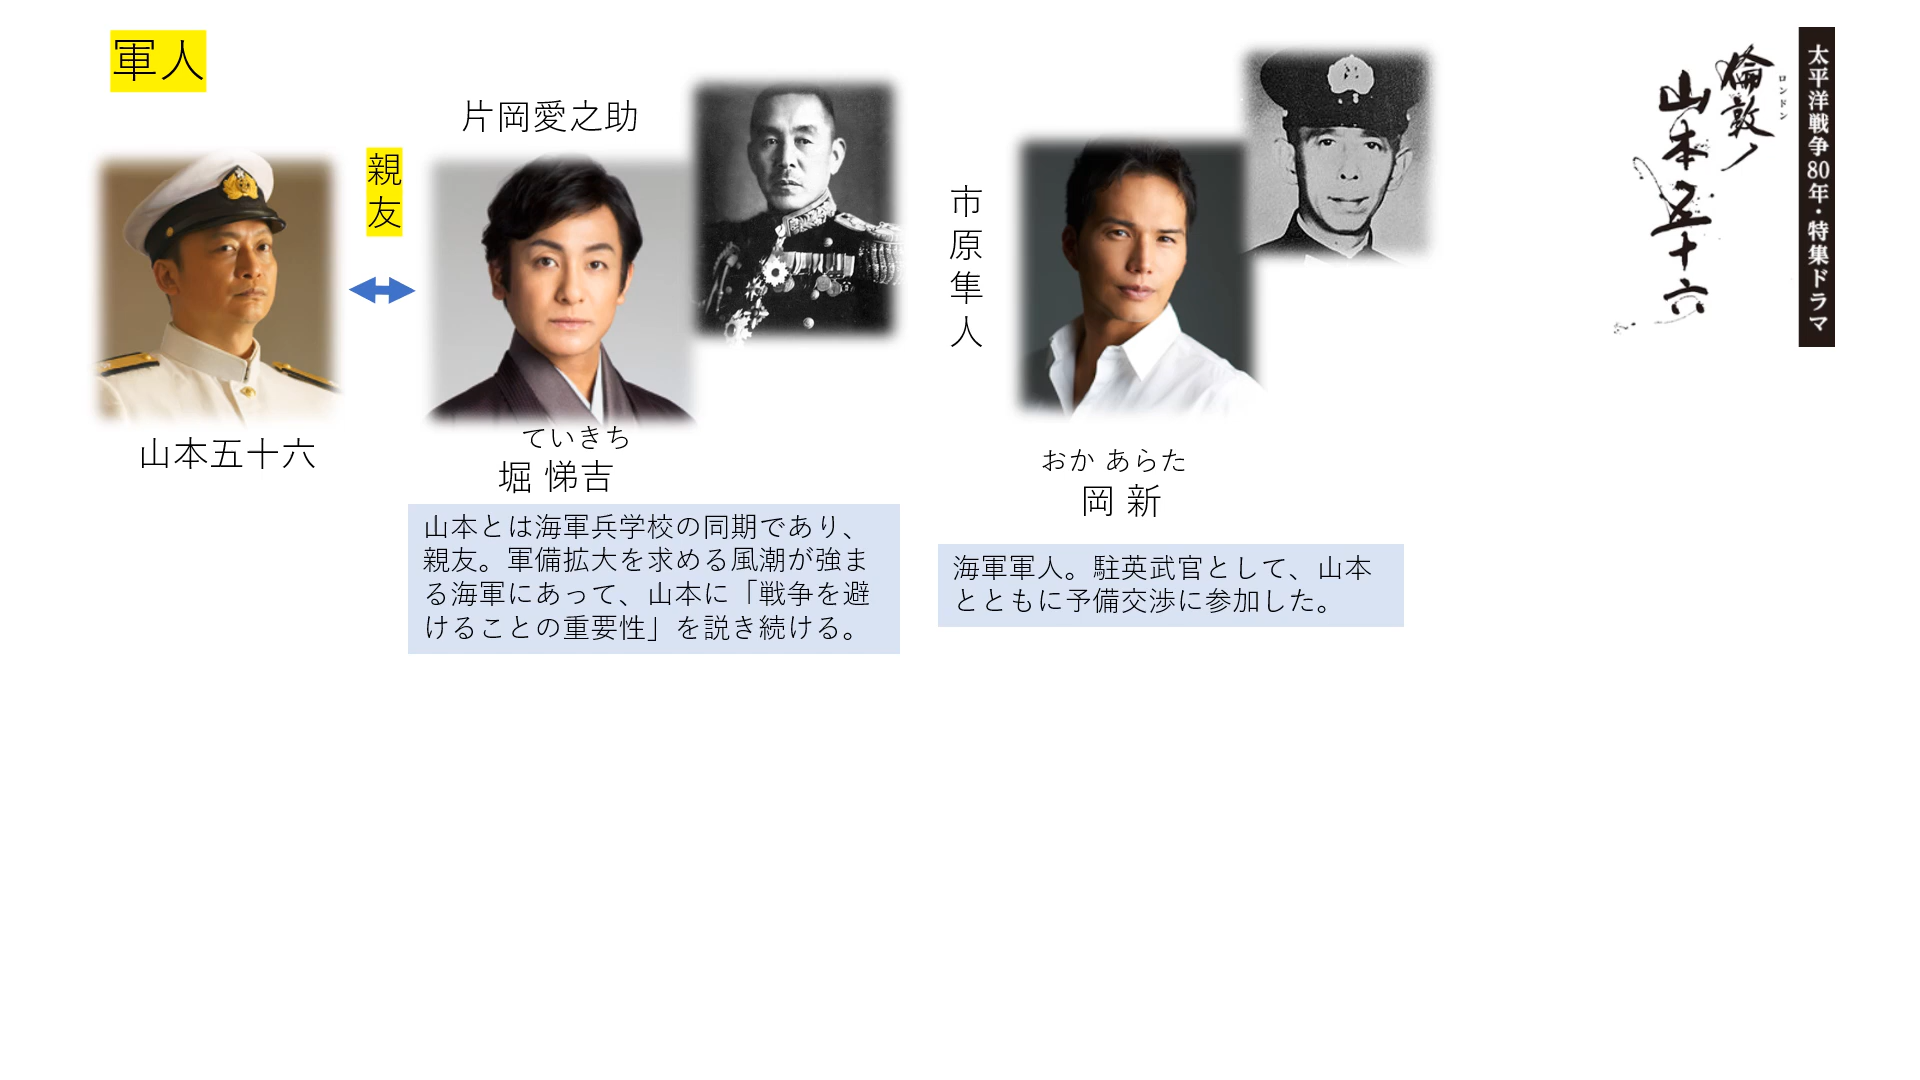 軍人
山本五十六
親友
片岡愛之助
ていきち
堀 悌吉
山本とは海軍兵学校の同期であり、
親友。軍備拡大を求める風潮が強ま
る海軍にあって、山本に「戦争を避
けることの重要性」を説き続ける。
市原隼人
おか あらた
岡 新
海軍軍人。駐英武官として、山本
とともに予備交渉に参加した。
太平洋戦争80年・特集ドラマ
ロンドン
倫敦ノ
山本五十六